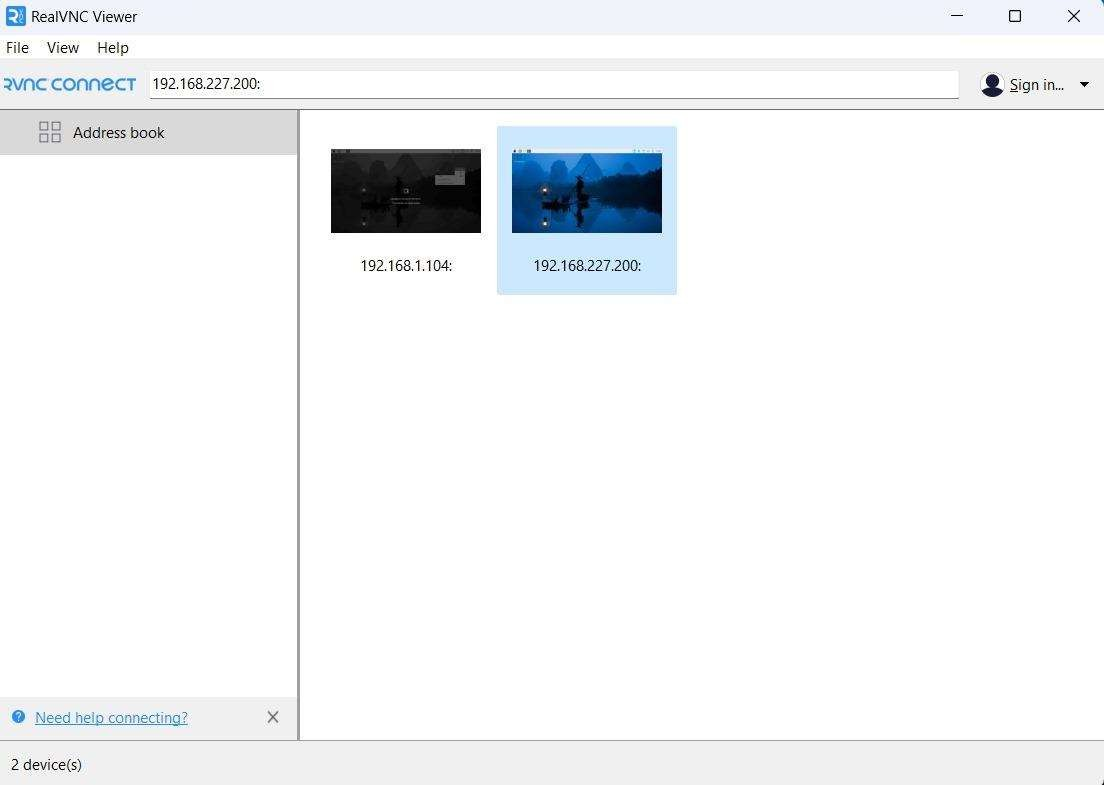 RealVNC Viewer
File View Help
RVNC CONNECT 192.168.227.200: Sign in...
Address book
192.168.1.104: 192.168.227.200:
Need help connecting?
2 device(s)